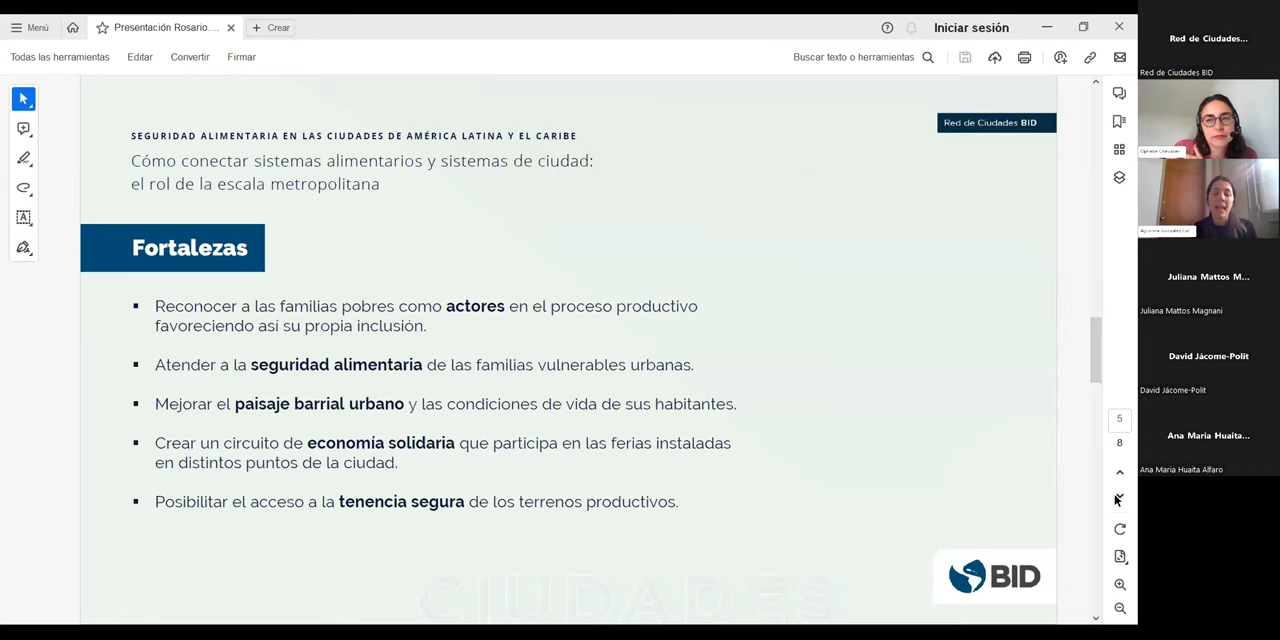 Menú
Presentación Rosario....
Crear
Iniciar sesión
Todas las herramientas
Editar
Convertir
Firmar
Buscar texto o herramientas
SEGURIDAD ALIMENTARIA EN LAS CIUDADES DE AMÉRICA LATINA Y EL CARIBE
Red de Ciudades BID
Cómo conectar sistemas alimentarios y sistemas de ciudad:
el rol de la escala metropolitana
Fortalezas
Reconocer a las familias pobres como actores en el proceso productivo
favoreciendo así su propia inclusión.
Atender a la seguridad alimentaria de las familias vulnerables urbanas.
Mejorar el paisaje barrial urbano y las condiciones de vida de sus habitantes.
Crear un circuito de economía solidaria que participa en las ferias instaladas
en distintos puntos de la ciudad.
Posibilitar el acceso a la tenencia segura de los terrenos productivos.
CIUDADES
BID
5
8
Red de Ciudades...
Red de Ciudades BID
Ophelie Chevalier
Agustina Gonzalez Cid
Juliana Mattos M...
Juliana Mattos Magnani
David Jácome-Polit
David Jácome-Polit
Ana Maria Huaita...
Ana Maria Huaita Alfaro